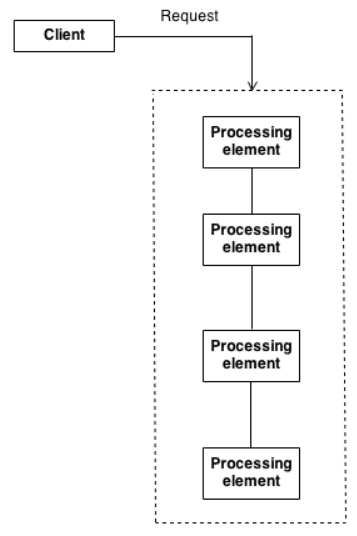 Request
Client
Processing
element
Processing
element
Processing
element
Processing
element